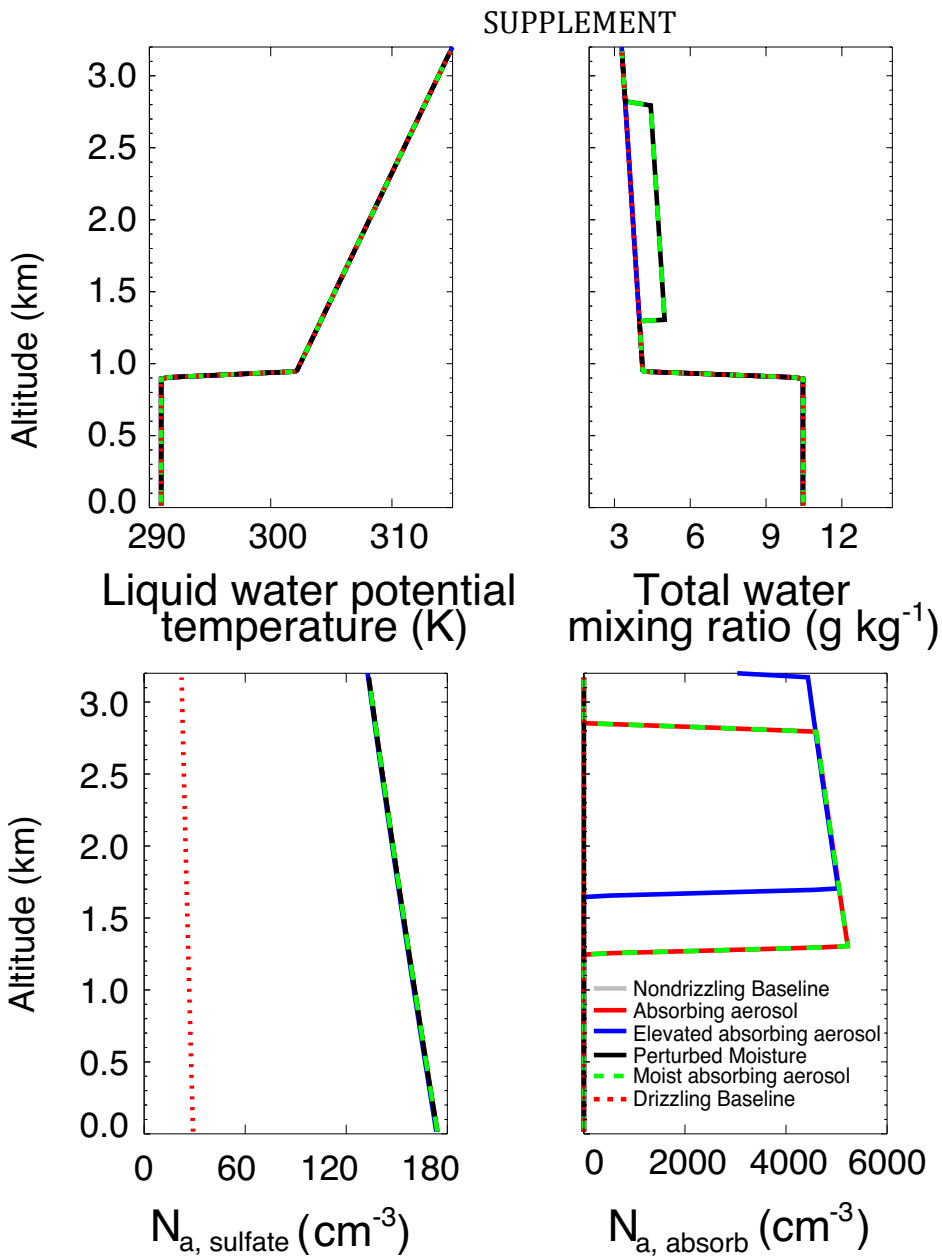 SUPPLEMENT
3.0
2.5
2.0
1.5
1.0
0.5
0.0
Altitude (km)
290 300 310
3 6 9 12
Liquid water potential
temperature (K)
Total water
mixing ratio (g kg⁻¹)
3.0
2.5
2.0
1.5
1.0
0.5
0.0
Altitude (km)
Nondrizzling Baseline
Absorbing aerosol
Elevated absorbing aerosol
Perturbed Moisture
Moist absorbing aerosol
Drizzling Baseline
0 60 120 180
0 2000 4000 6000
Na, sulfate (cm⁻³)
Na, absorb (cm⁻³)